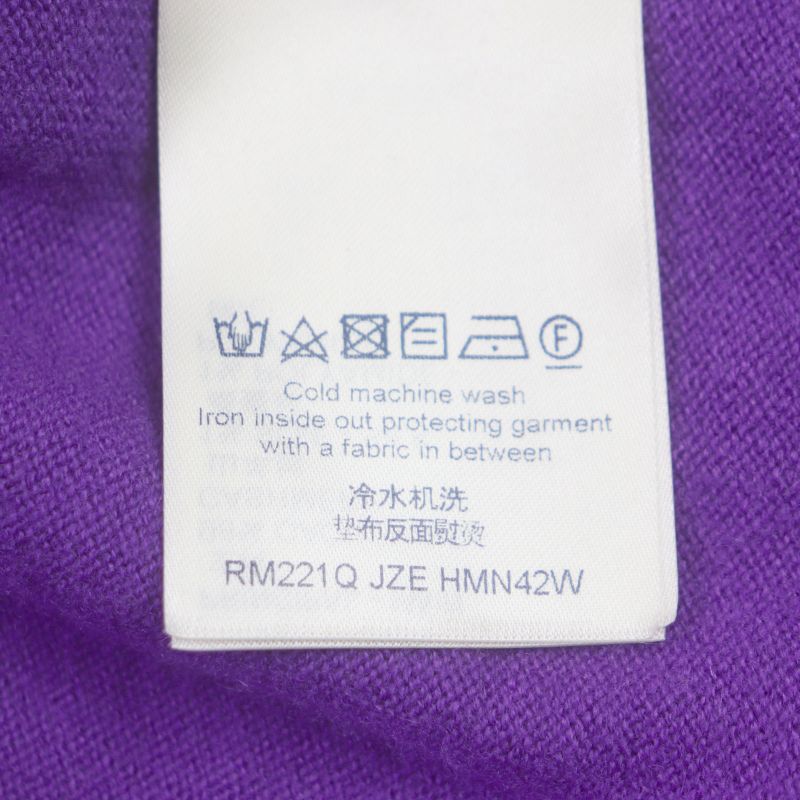 F
Cold machine wash
Iron inside out protecting garment
with a fabric in between
冷水机洗
垫布反面熨烫
RM221Q JZE HMN42W